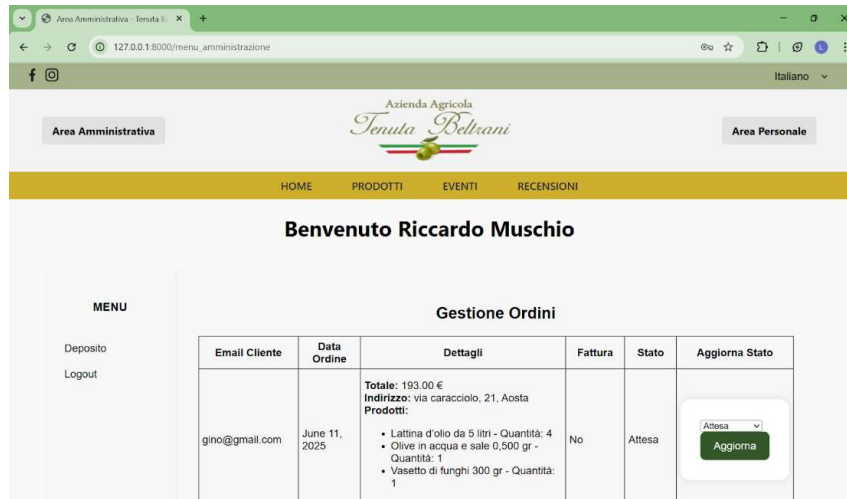 Area Amministrativa - Tenuta B
127.0.0.1:8000/menu_amministrazione
L
Italiano
Area Amministrativa
Azienda Agricola
Tenuta Beltrani
Area Personale
HOME PRODOTTI EVENTI RECENSIONI
Benvenuto Riccardo Muschio
MENU
Deposito
Logout
Gestione Ordini
Email Cliente
Data
Ordine
Dettagli
Fattura
Stato
Aggiorna Stato
gino@gmail.com
June 11,
2025
Totale: 193.00 €
Indirizzo: via caracciolo, 21, Aosta
Prodotti:
• Lattina d'olio da 5 litri - Quantità: 4
• Olive in acqua e sale 0,500 gr -
Quantità: 1
• Vasetto di funghi 300 gr - Quantità:
1
No
Attesa
Attesa
Aggiorna